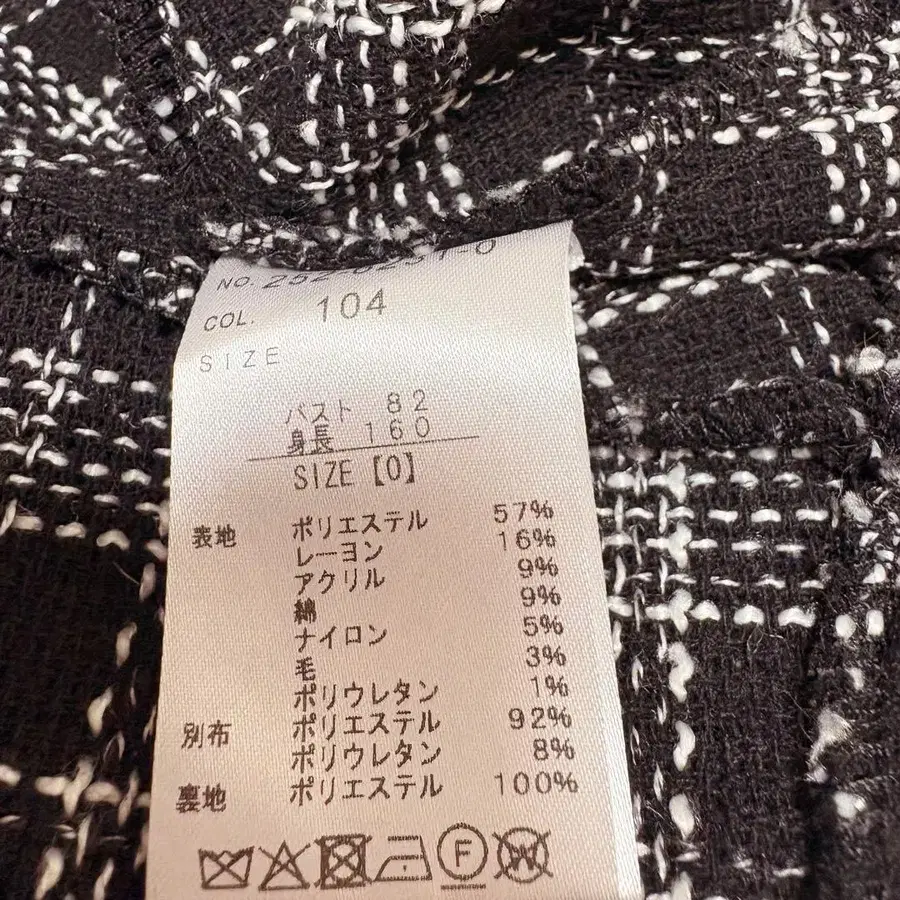 NO.
COL. 104
SIZE
バスト 82
身長 160
SIZE【0】
表地 ポリエステル 57%
レーヨン 16%
アクリル 9%
綿 9%
ナイロン 5%
毛 3%
ポリウレタン 1%
別布 ポリエステル 92%
ポリウレタン 8%
裏地 ポリエステル 100%
F W